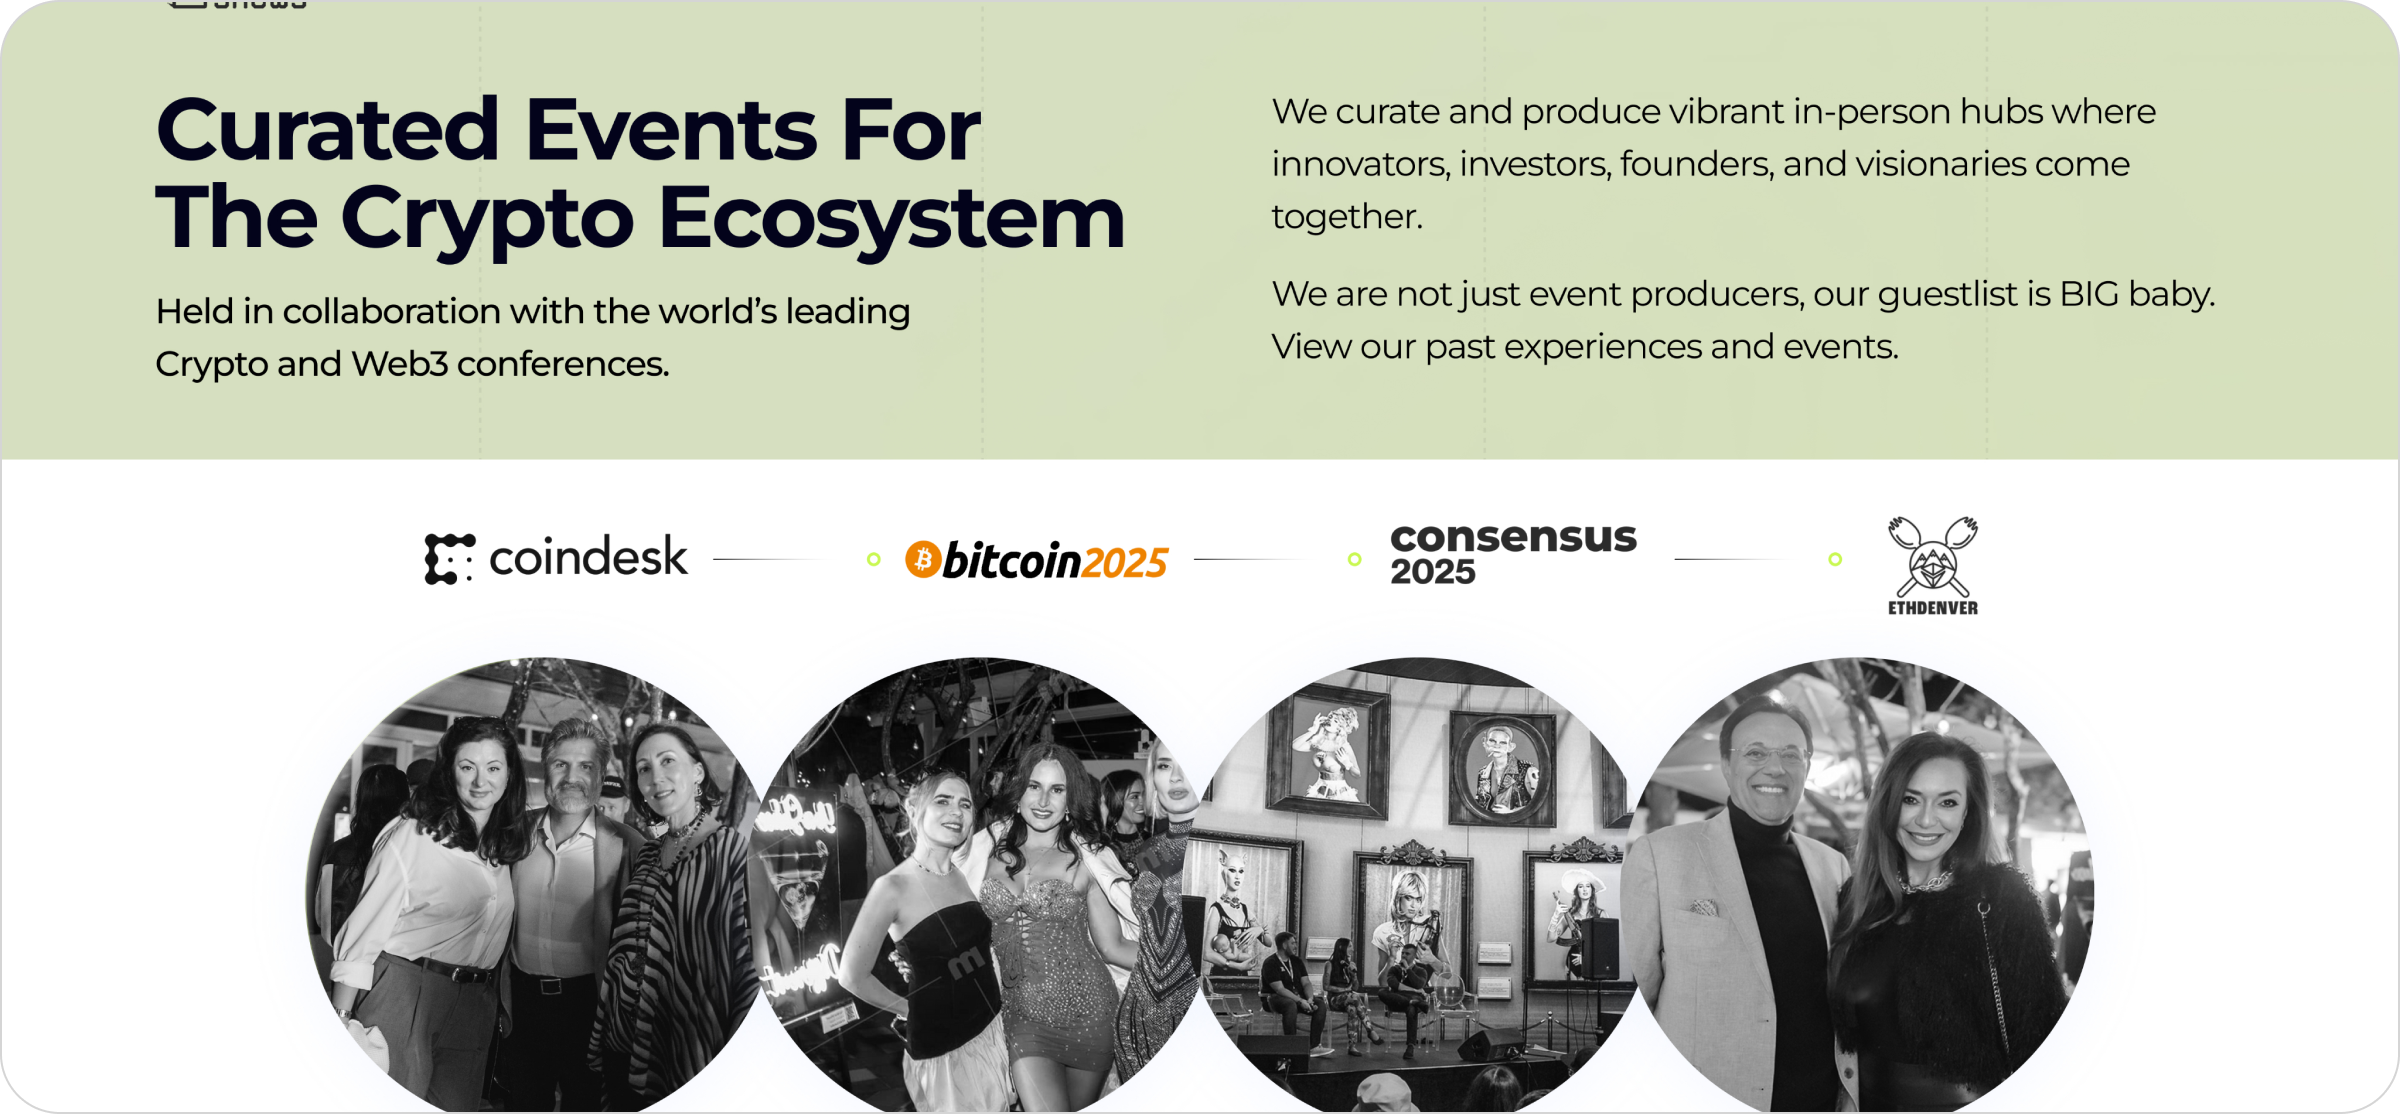 Curated Events For
The Crypto Ecosystem
Held in collaboration with the world’s leading
Crypto and Web3 conferences.
We curate and produce vibrant in-person hubs where
innovators, investors, founders, and visionaries come
together.
We are not just event producers, our guestlist is BIG baby.
View our past experiences and events.
coindesk
bitcoin2025
consensus
2025
ETHDENVER